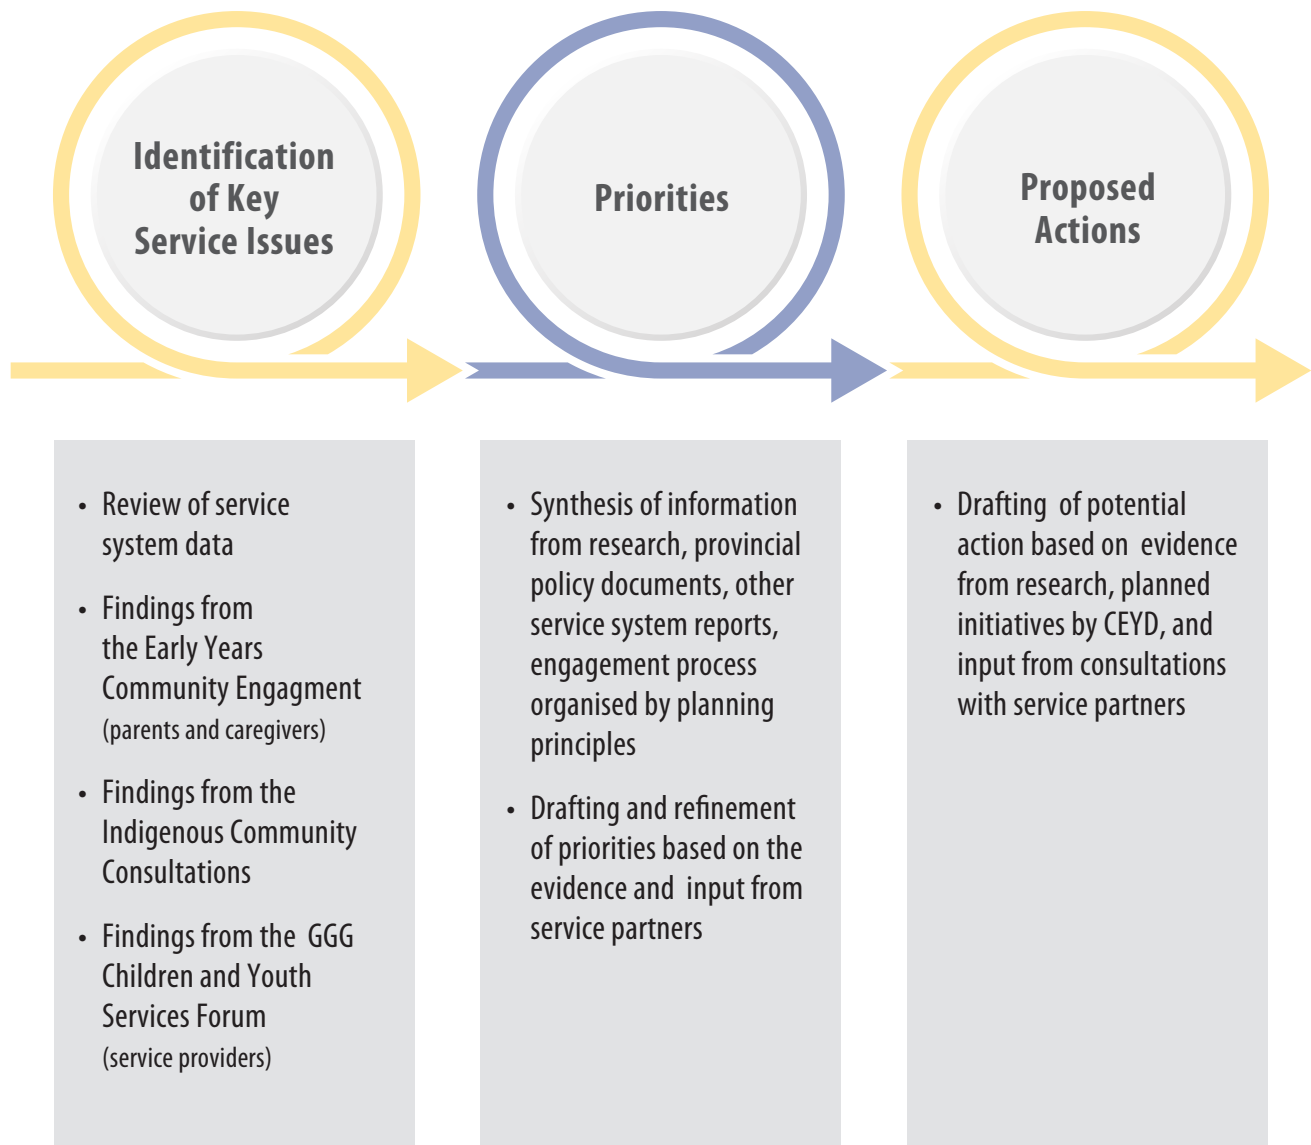 Identification
of Key
Service Issues
Priorities
Proposed
Actions
• Review of service
system data
• Findings from
the Early Years
Community Engagment
(parents and caregivers)
• Findings from the
Indigenous Community
Consultations
• Findings from the GGG
Children and Youth
Services Forum
(service providers)
• Synthesis of information
from research, provincial
policy documents, other
service system reports,
engagement process
organised by planning
principles
• Drafting and refinement
of priorities based on the
evidence and input from
service partners
• Drafting of potential
action based on evidence
from research, planned
initiatives by CEYD, and
input from consultations
with service partners